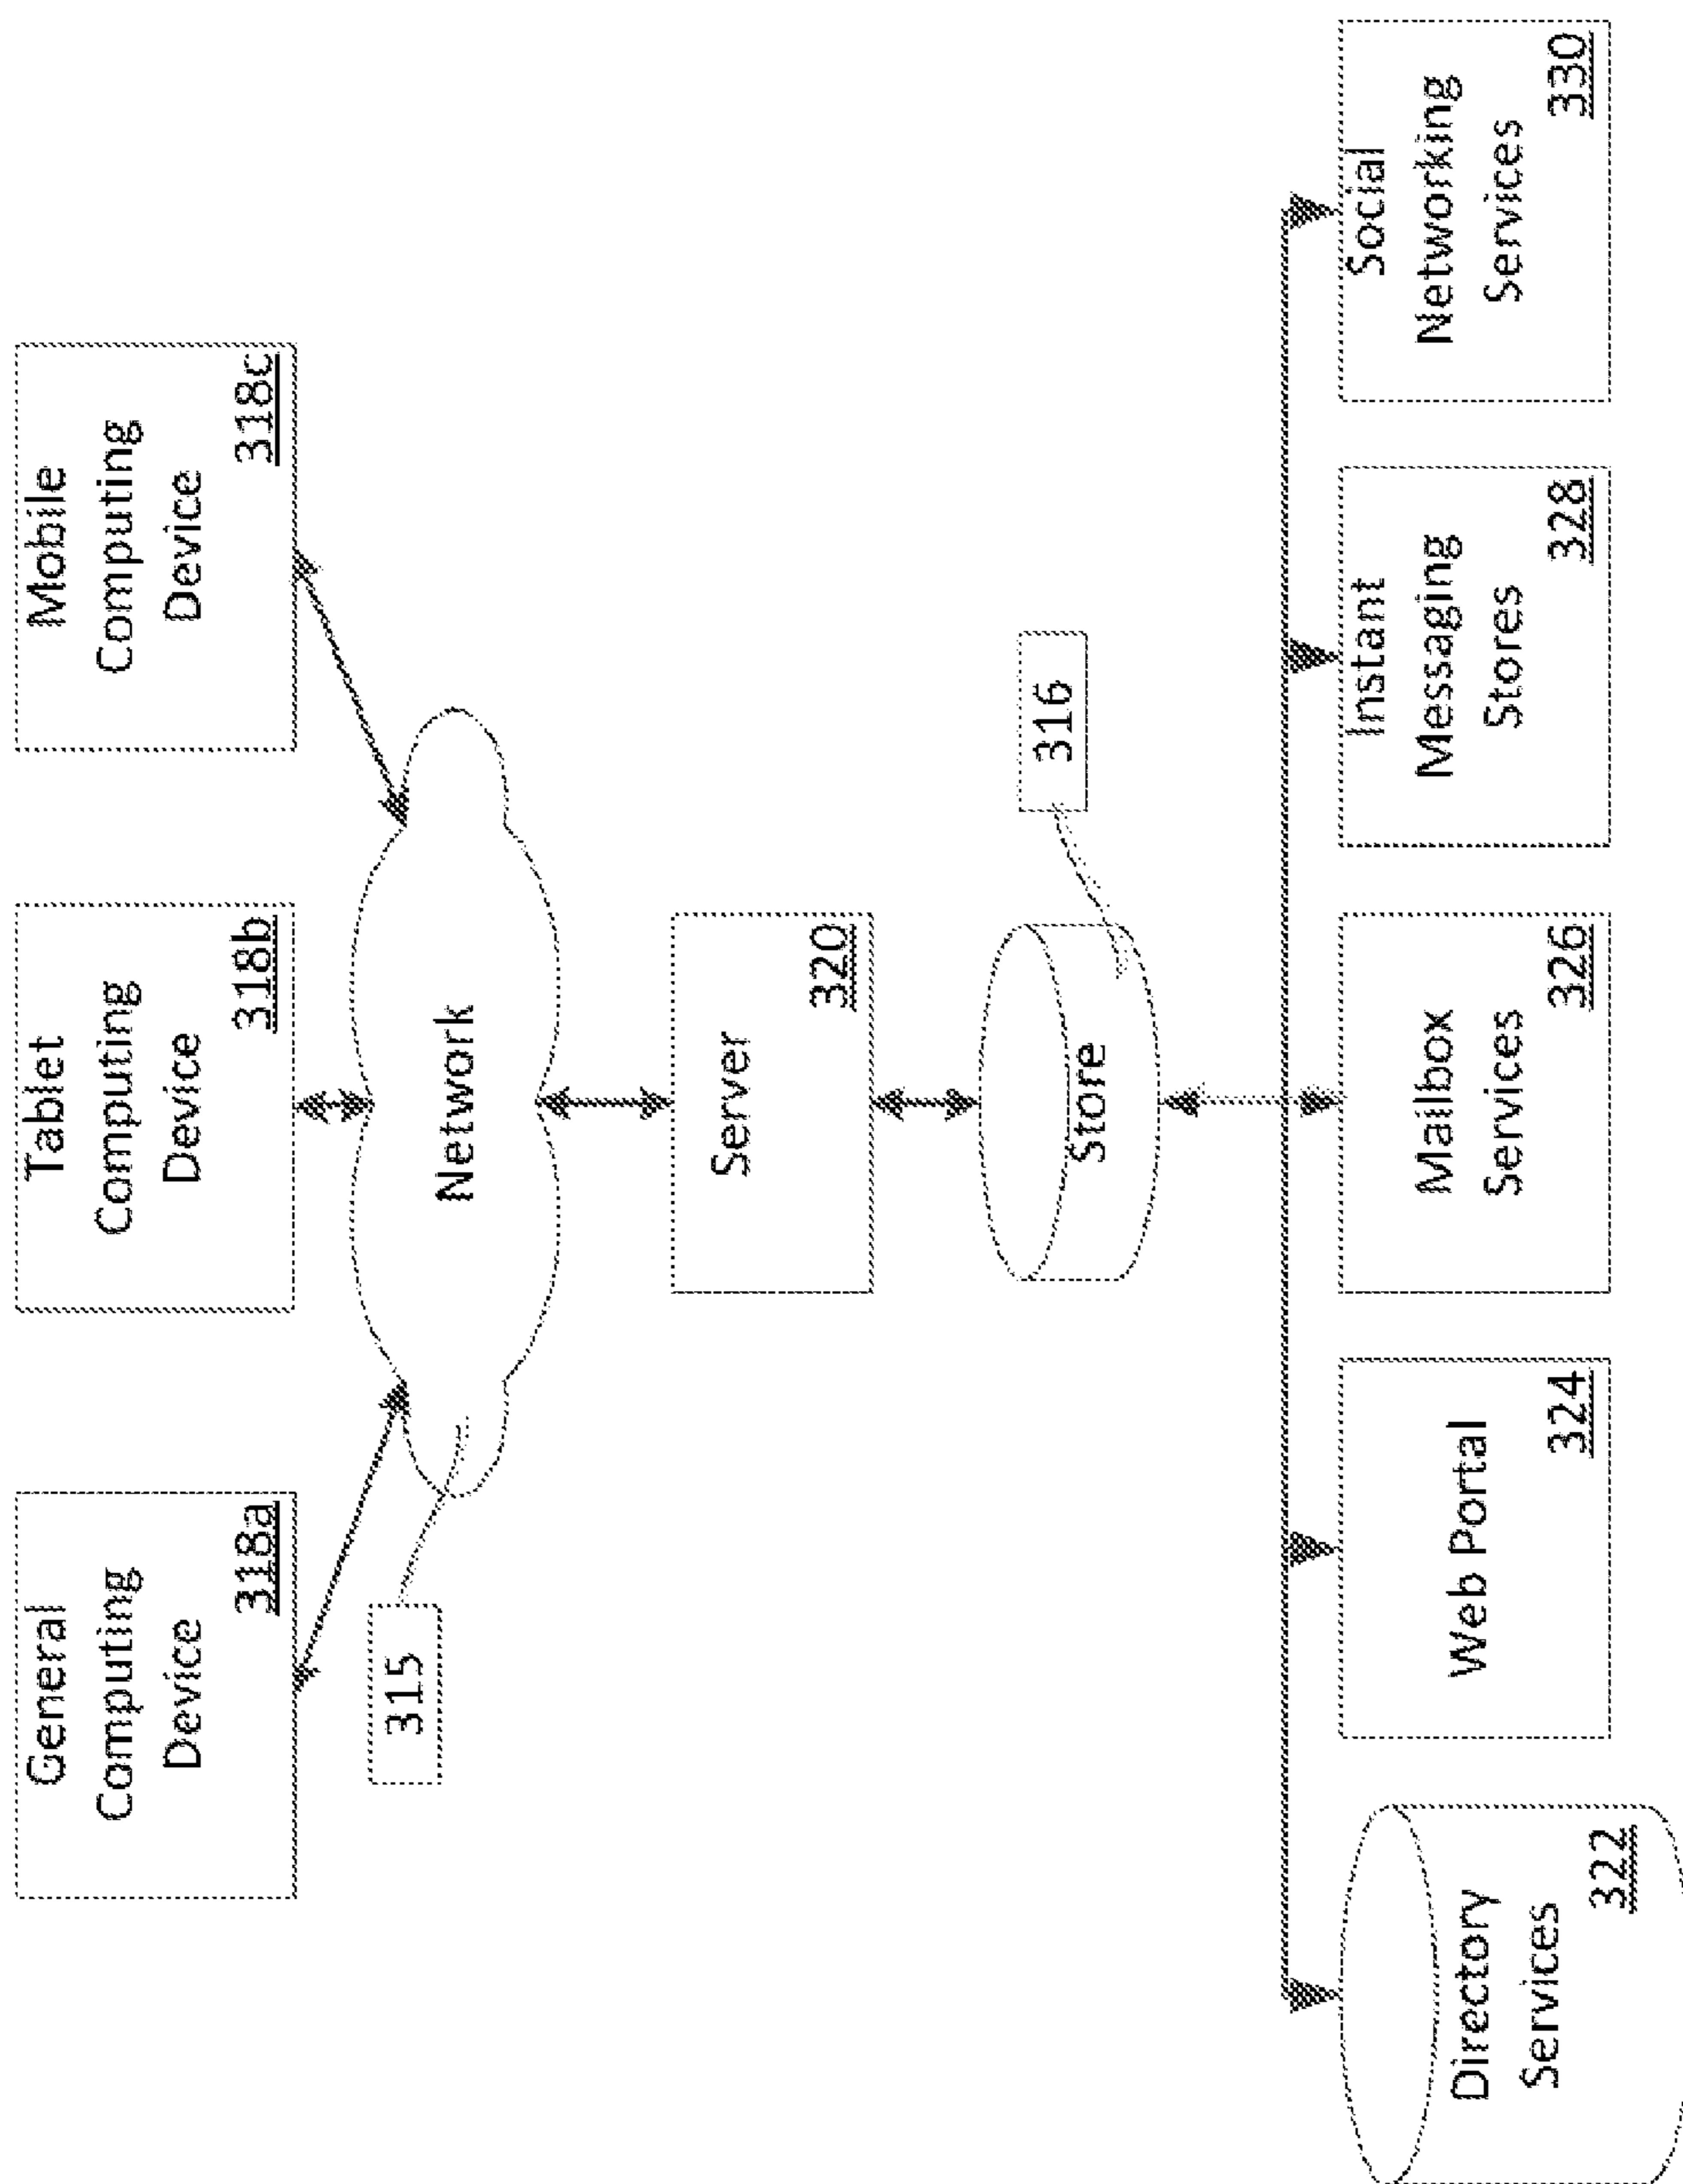 General
Computing
Device
318a
Tablet
Computing
Device
318b
Mobile
Computing
Device
318c
315
Network
Server
320
Store
316
Directory
Services
322
Web Portal
324
Mailbox
Services
326
Instant
Messaging
Stores
328
Social
Networking
Services
330